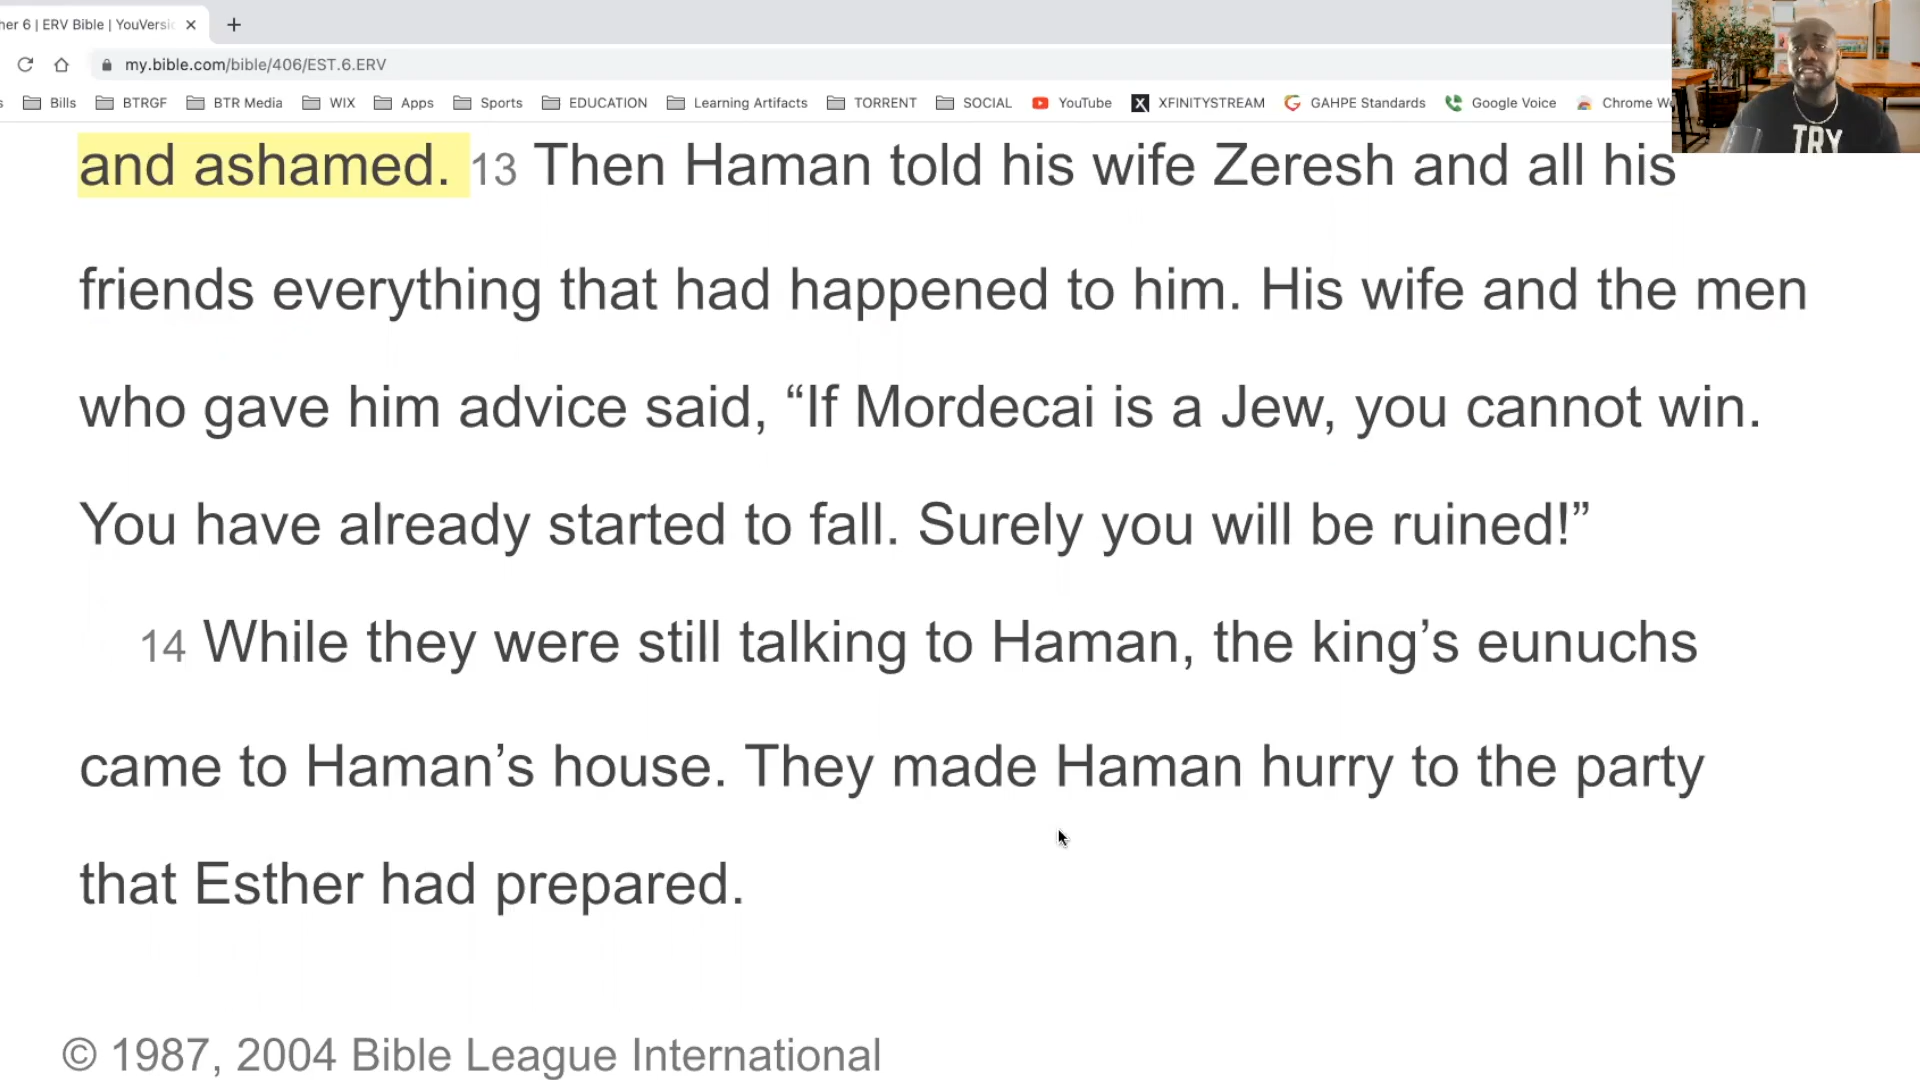 her 6 | ERV Bible | YouVersi
my.bible.com/bible/406/EST.6.ERV
s Bills BTRGF BTR Media WIX Apps Sports EDUCATION Learning Artifacts TORRENT SOCIAL YouTube XFINITYSTREAM GAHPE Standards Google Voice Chrome We
TRY
and ashamed. 13 Then Haman told his wife Zeresh and all his
friends everything that had happened to him. His wife and the men
who gave him advice said, “If Mordecai is a Jew, you cannot win.
You have already started to fall. Surely you will be ruined!”
14 While they were still talking to Haman, the king’s eunuchs
came to Haman’s house. They made Haman hurry to the party
that Esther had prepared.
© 1987, 2004 Bible League International